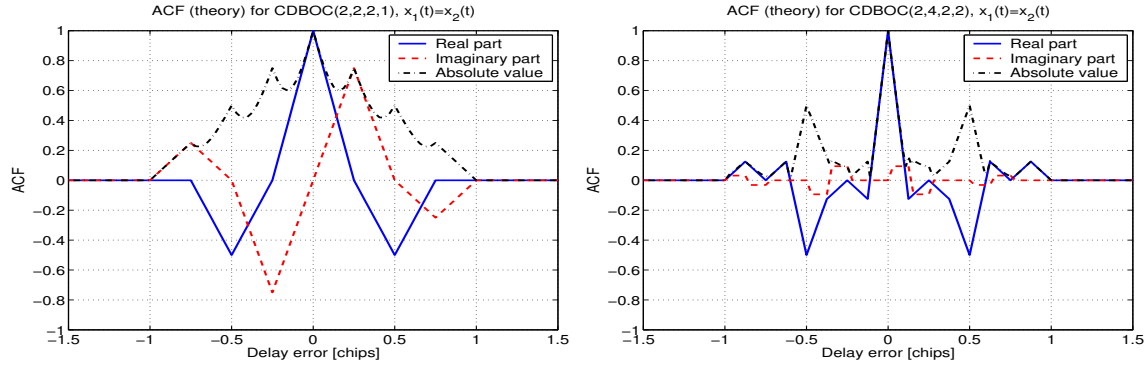 ACF (theory) for CDBOC(2,2,2,1), x₁(t)=x₂(t)
1
0.8
0.6
0.4
0.2
0
−0.2
−0.4
−0.6
−0.8
−1
ACF
Real part
Imaginary part
Absolute value
−1.5 −1 −0.5 0 0.5 1 1.5
Delay error [chips]
ACF (theory) for CDBOC(2,4,2,2), x₁(t)=x₂(t)
1
0.8
0.6
0.4
0.2
0
−0.2
−0.4
−0.6
−0.8
−1
ACF
Real part
Imaginary part
Absolute value
−1.5 −1 −0.5 0 0.5 1 1.5
Delay error [chips]